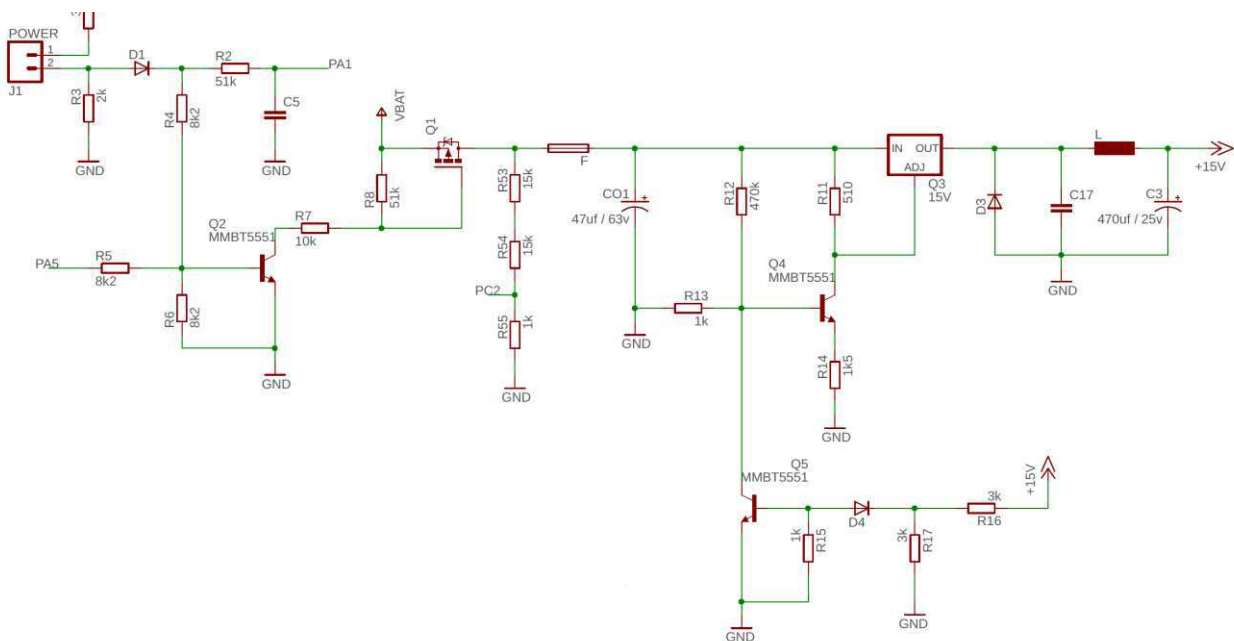 POWER
1
2
J1
D1
R2
51k
PA1
R3
2k
R4
8k2
C5
GND
GND
VBAT
Q1
R8
51k
R53
15k
F
R12
470k
R11
510
IN OUT
ADJ
Q3
15V
L
+15V
D3
C17
C3
470uf / 25v
GND
CO1
47uf / 63v
Q2
MMBT5551
R7
10k
R54
15k
PA5
R5
8k2
R6
8k2
GND
PC2
R55
1k
GND
R13
1k
GND
Q4
MMBT5551
R14
1k5
GND
Q5
MMBT5551
D4
R15
1k
R17
3k
3k
R16
+15V
GND
GND